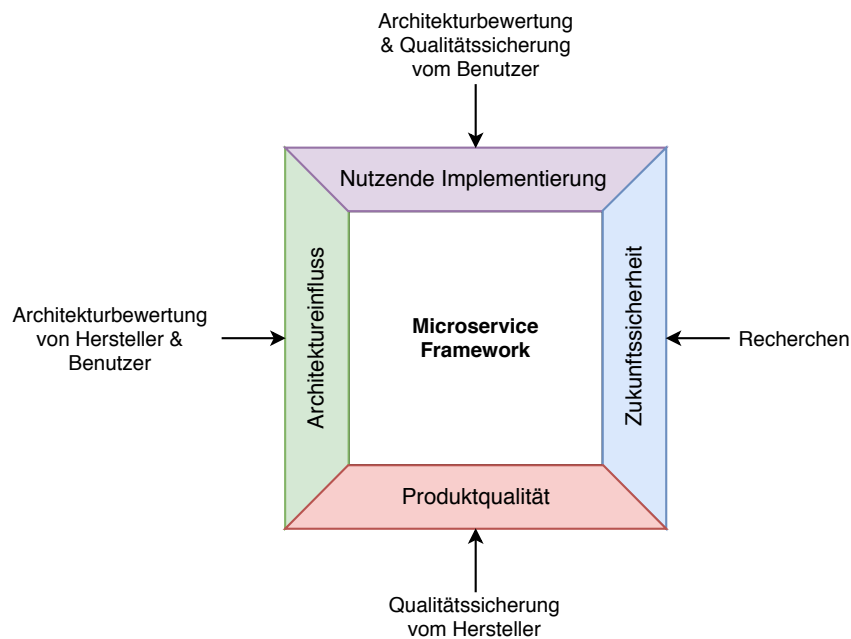 Architekturbewertung
& Qualitätssicherung
vom Benutzer
Nutzende Implementierung
Architektureinfluss
Architekturbewertung
von Hersteller &
Benutzer
Microservice
Framework
Zukunftssicherheit
Recherchen
Produktqualität
Qualitätssicherung
vom Hersteller